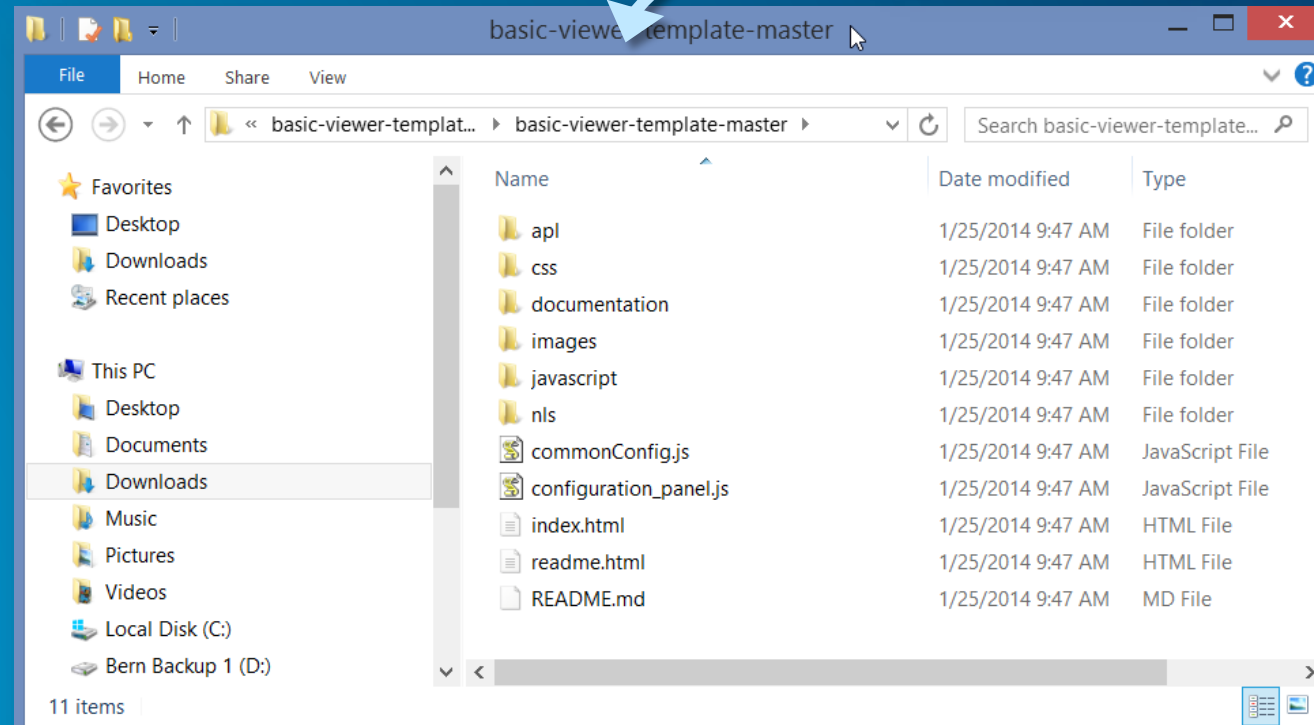 basic-viewer-template-master
File Home Share View
« basic-viewer-templat... basic-viewer-template-master Search basic-viewer-template...
Name Date modified Type
Favorites
Desktop
Downloads
Recent places
This PC
Desktop
Documents
Downloads
Music
Pictures
Videos
Local Disk (C:)
Bern Backup 1 (D:)
apl 1/25/2014 9:47 AM File folder
css 1/25/2014 9:47 AM File folder
documentation 1/25/2014 9:47 AM File folder
images 1/25/2014 9:47 AM File folder
javascript 1/25/2014 9:47 AM File folder
nls 1/25/2014 9:47 AM File folder
commonConfig.js 1/25/2014 9:47 AM JavaScript File
configuration_panel.js 1/25/2014 9:47 AM JavaScript File
index.html 1/25/2014 9:47 AM HTML File
readme.html 1/25/2014 9:47 AM HTML File
README.md 1/25/2014 9:47 AM MD File
11 items